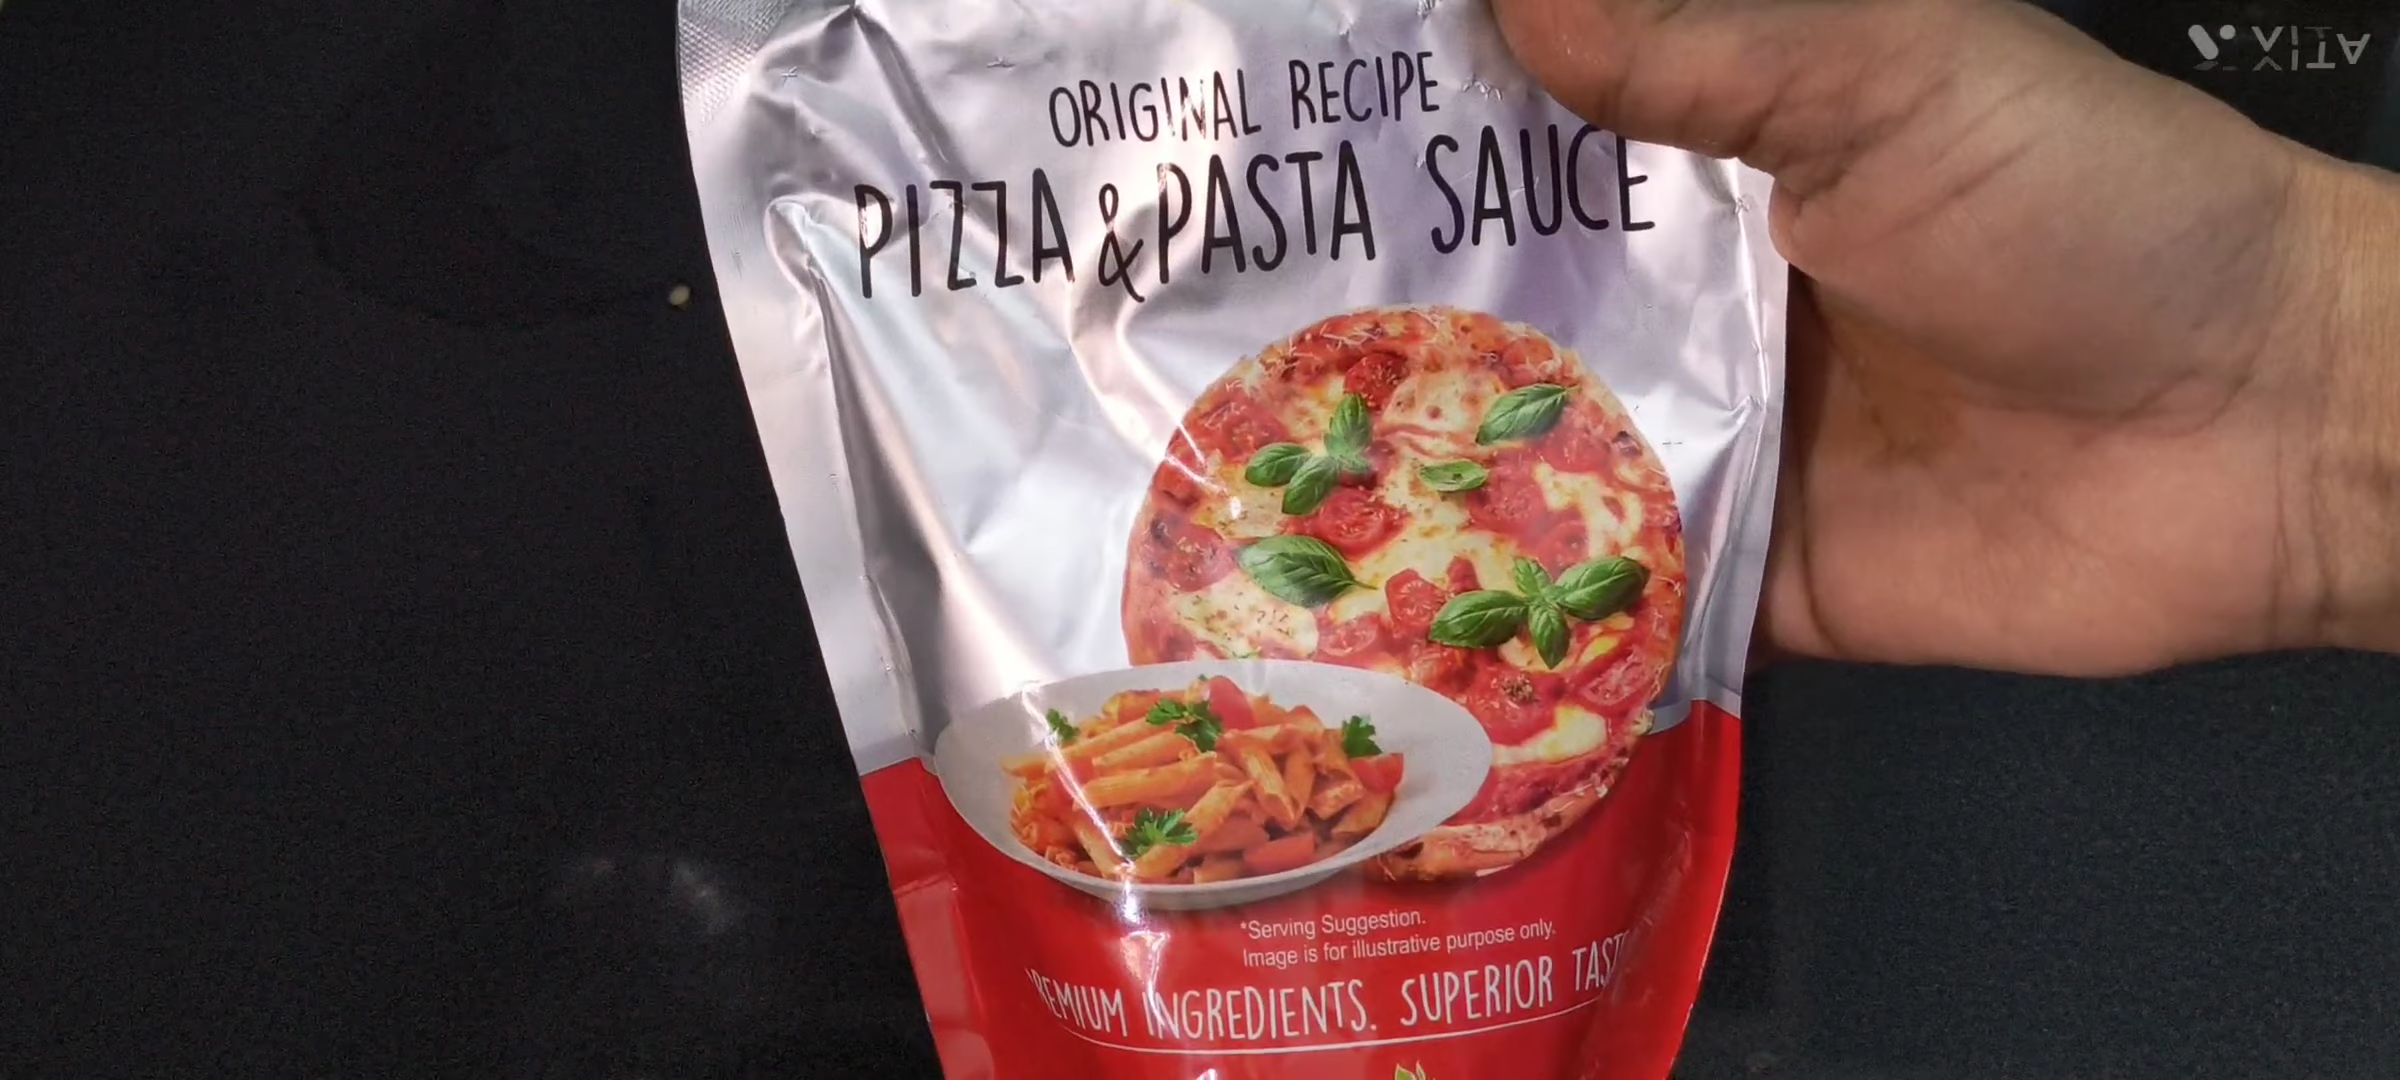 ORIGINAL RECIPE
PIZZA & PASTA SAUCE
*Serving Suggestion.
Image is for illustrative purpose only.
INGREDIENTS. SUPERIOR